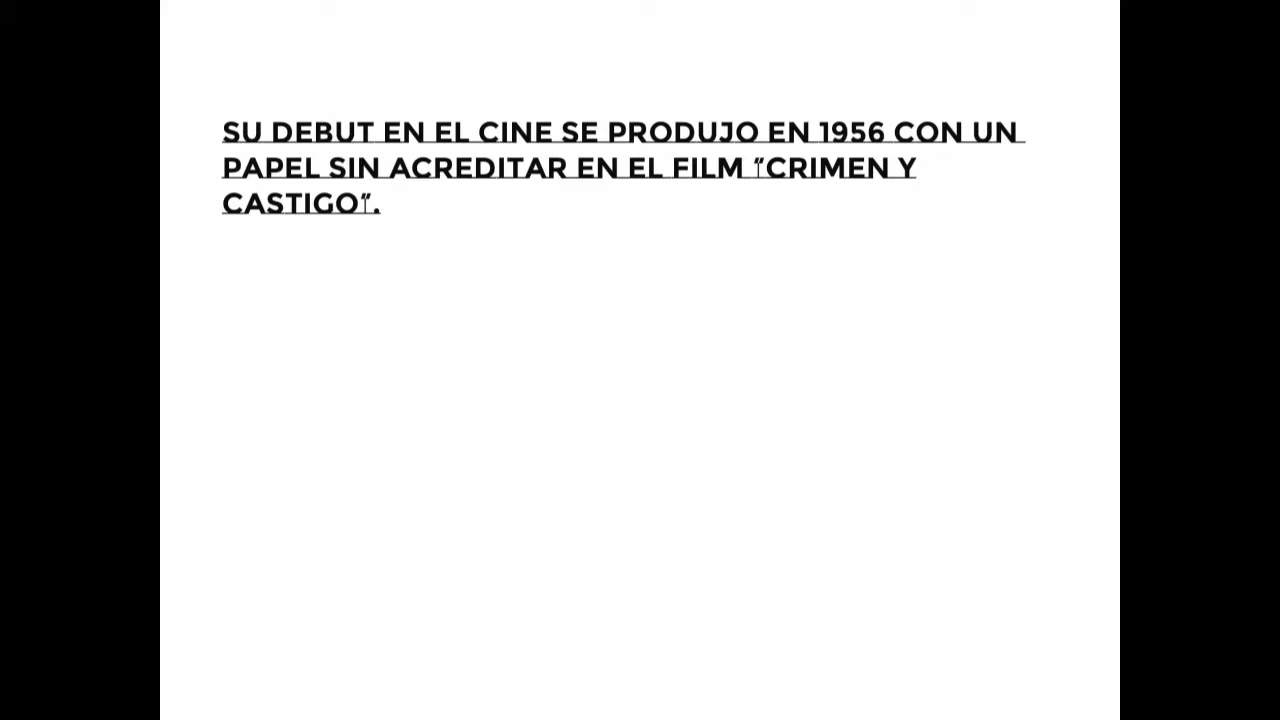 SU DEBUT EN EL CINE SE PRODUJO EN 1956 CON UN
PAPEL SIN ACREDITAR EN EL FILM "CRIMEN Y
CASTIGO".